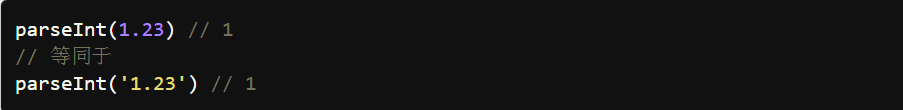 parseInt(1.23) // 1
// 等同于
parseInt('1.23') // 1